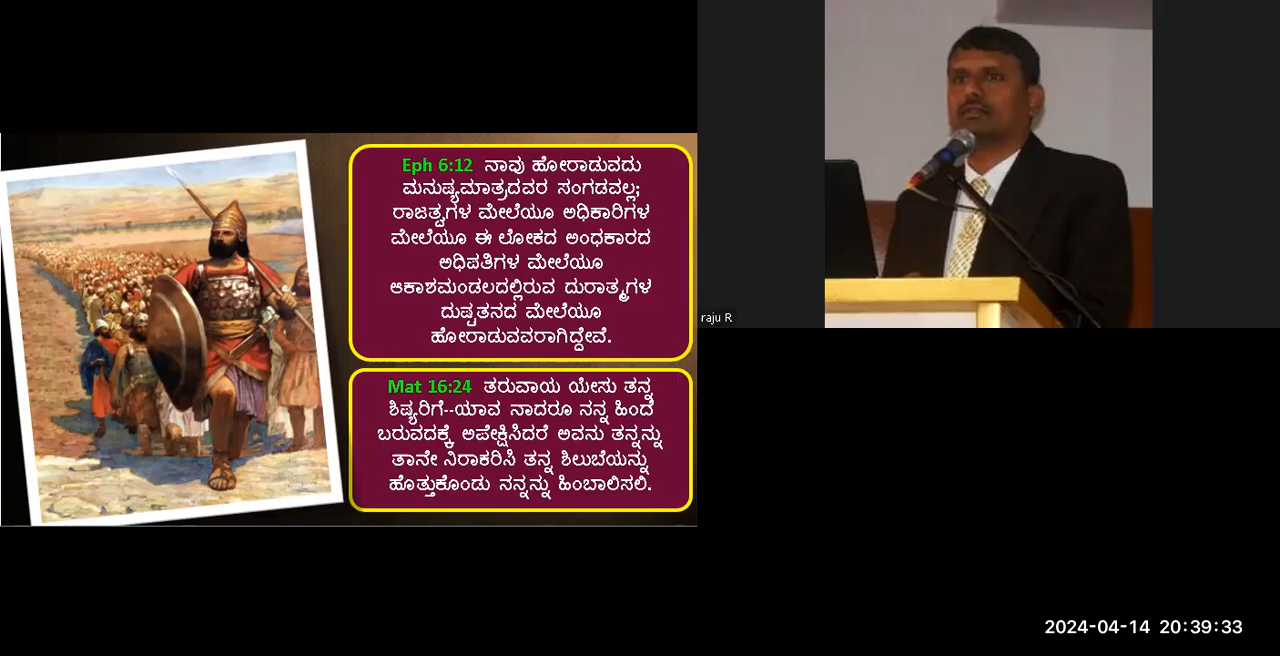 Eph 6:12 ನಾವು ಹೋರಾಡುವದು
ಮನುಷ್ಯಮಾತ್ರದವರ ಸಂಗಡವಲ್ಲ;
ರಾಜತ್ವಗಳ ಮೇಲೆಯೂ ಅಧಿಕಾರಿಗಳ
ಮೇಲೆಯೂ ಈ ಲೋಕದ ಅಂಧಕಾರದ
ಅಧಿಪತಿಗಳ ಮೇಲೆಯೂ
ಆಕಾಶಮಂಡಲದಲ್ಲಿರುವ ದುರಾತ್ಮಗಳ
ದುಷ್ಟತನದ ಮೇಲೆಯೂ
ಹೋರಾಡುವವರಾಗಿದ್ದೇವೆ.
Mat 16:24 ತರುವಾಯ ಯೇಸು ತನ್ನ
ಶಿಷ್ಯರಿಗೆ--ಯಾವ ನಾದರೂ ನನ್ನ ಹಿಂದೆ
ಬರುವದಕ್ಕೆ ಅಪೇಕ್ಷಿಸಿದರೆ ಅವನು ತನ್ನನ್ನು
ತಾನೇ ನಿರಾಕರಿಸಿ ತನ್ನ ಶಿಲುಬೆಯನ್ನು
ಹೊತ್ತುಕೊಂಡು ನನ್ನನ್ನು ಹಿಂಬಾಲಿಸಲಿ.
raju R
2024-04-14 20:39:33